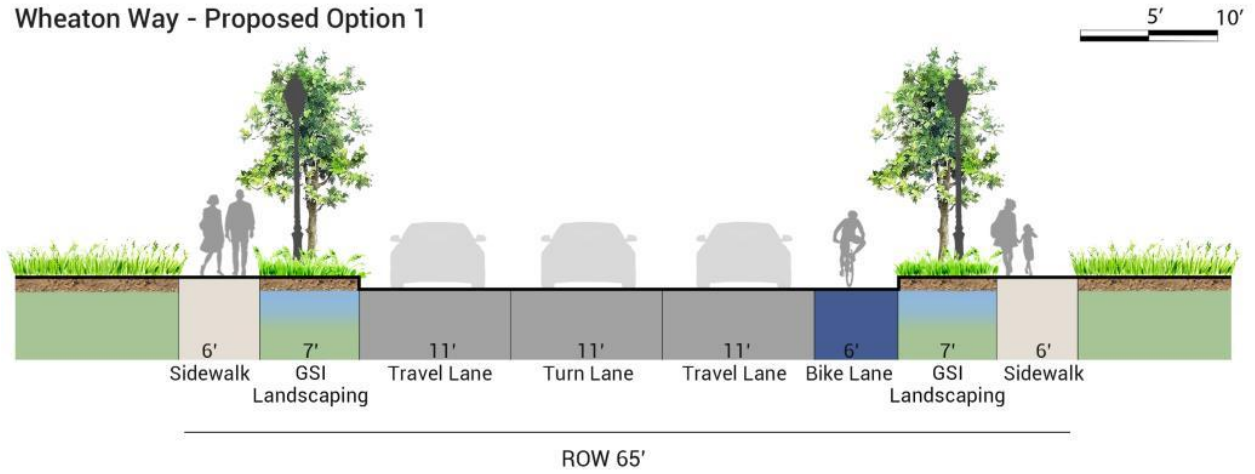 Wheaton Way - Proposed Option 1
5' 10'
6' 7' 11' 11' 11' 6' 7' 6'
Sidewalk GSI Travel Lane Turn Lane Travel Lane Bike Lane GSI Sidewalk
Landscaping Landscaping
ROW 65'